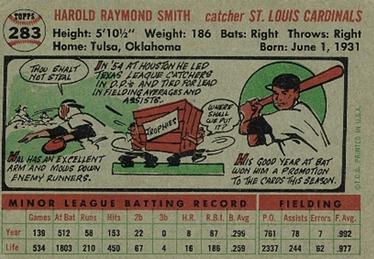 TOPPS
283
HAROLD RAYMOND SMITH catcher ST. LOUIS CARDINALS
Height: 5'10½" Weight: 186 Bats: Right Throws: Right
Home: Tulsa, Oklahoma Born: June 1, 1931
THOU SHALT NOT STEAL
IN '54 AT HOUSTON HE LED
TEXAS LEAGUE CATCHERS
IN D.P.'S AND TIED FOR LEAD
IN FIELDING AVERAGES AND
ASSISTS.
TROPHIES
WHERE
SHALL
WE PUT
IT?
HAL HAS AN EXCELLENT
ARM AND MOWS DOWN
ENEMY RUNNERS.
HIS GOOD YEAR AT BAT
WON HIM A PROMOTION
TO THE CARDS THIS SEASON.
© T.C.G. PRINTED IN U.S.A.
MINOR LEAGUE BATTING RECORD FIELDING
Games At Bat Runs Hits 2b 3b H.R. R.B.I. B. Avg P.O. Assists Errors F. Avg.
Year 139 512 58 153 22 0 8 67 .299 761 78 7 .992
Life 534 1803 210 467 64 4 16 186 .259 2337 244 62 .977